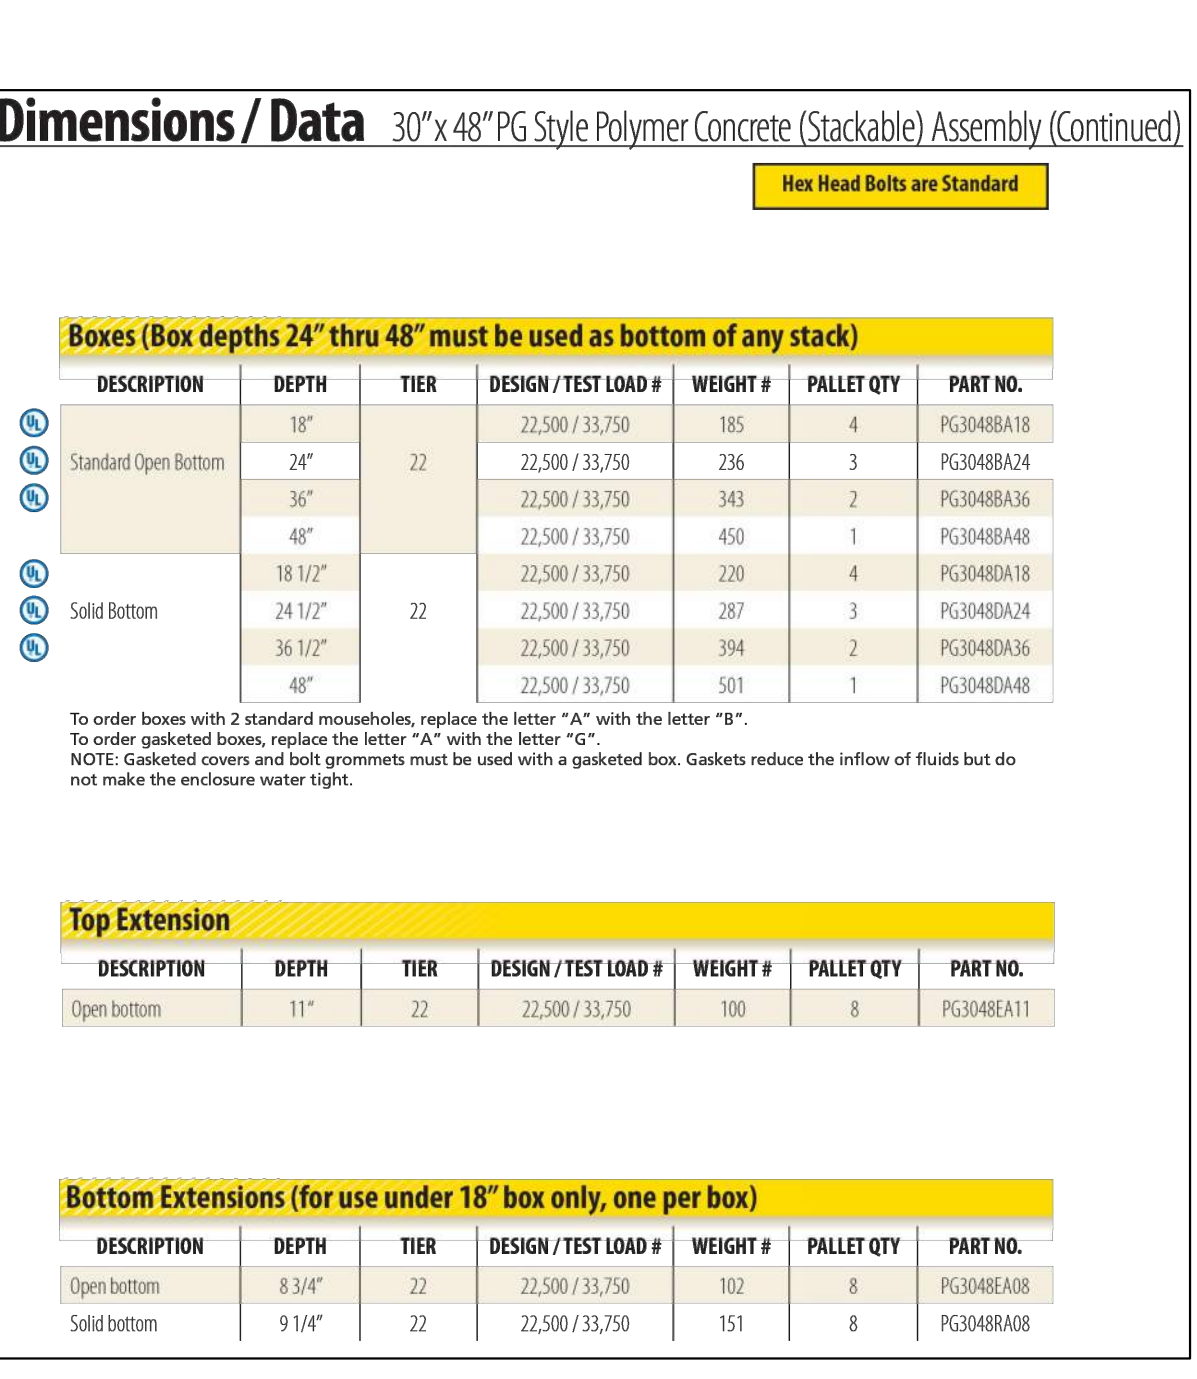 Dimensions / Data 30″ x 48″ PG Style Polymer Concrete (Stackable) Assembly (Continued)
Hex Head Bolts are Standard
Boxes (Box depths 24″ thru 48″ must be used as bottom of any stack)
DESCRIPTION DEPTH TIER DESIGN / TEST LOAD # WEIGHT # PALLET QTY PART NO.
UL 18″ 22,500 / 33,750 185 4 PG3048BA18
UL Standard Open Bottom 24″ 22 22,500 / 33,750 236 3 PG3048BA24
UL 36″ 22,500 / 33,750 343 2 PG3048BA36
48″ 22,500 / 33,750 450 1 PG3048BA48
UL 18 1/2″ 22,500 / 33,750 220 4 PG3048DA18
UL Solid Bottom 24 1/2″ 22 22,500 / 33,750 287 3 PG3048DA24
UL 36 1/2″ 22,500 / 33,750 394 2 PG3048DA36
48″ 22,500 / 33,750 501 1 PG3048DA48
To order boxes with 2 standard mouseholes, replace the letter “A” with the letter “B”.
To order gasketed boxes, replace the letter “A” with the letter “G”.
NOTE: Gasketed covers and bolt grommets must be used with a gasketed box. Gaskets reduce the inflow of fluids but do
not make the enclosure water tight.
Top Extension
DESCRIPTION DEPTH TIER DESIGN / TEST LOAD # WEIGHT # PALLET QTY PART NO.
Open bottom 11″ 22 22,500 / 33,750 100 8 PG3048EA11
Bottom Extensions (for use under 18″ box only, one per box)
DESCRIPTION DEPTH TIER DESIGN / TEST LOAD # WEIGHT # PALLET QTY PART NO.
Open bottom 8 3/4″ 22 22,500 / 33,750 102 8 PG3048EA08
Solid bottom 9 1/4″ 22 22,500 / 33,750 151 8 PG3048RA08